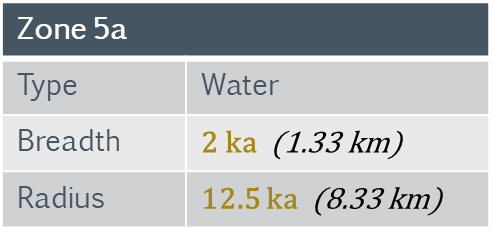 Zone 5a
Type Water
Breadth 2 ka (1.33 km)
Radius 12.5 ka (8.33 km)